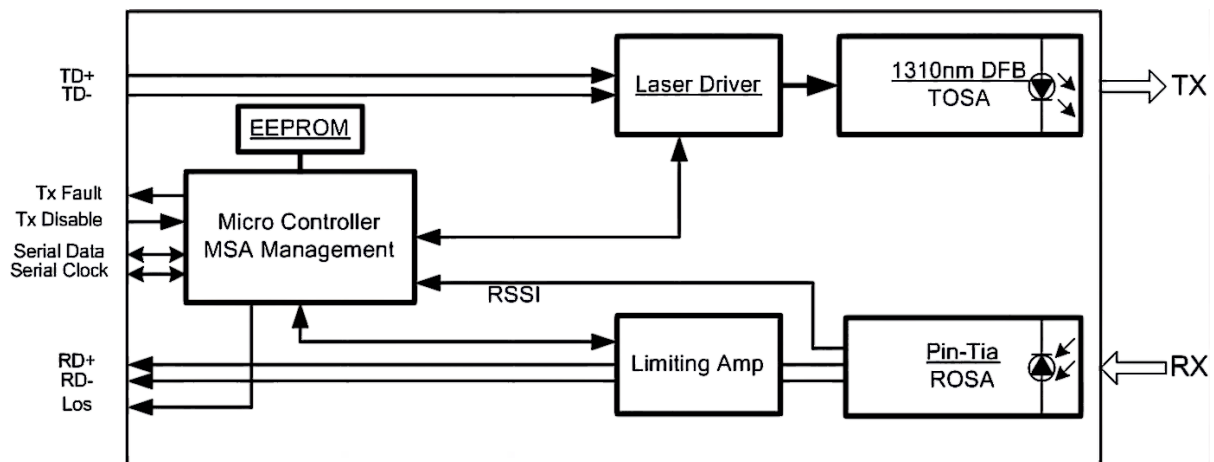 TD+
TD-
Laser Driver
1310nm DFB
TOSA
TX
EEPROM
Tx Fault
Tx Disable
Serial Data
Serial Clock
Micro Controller
MSA Management
RSSI
RD+
RD-
Los
Limiting Amp
Pin-Tia
ROSA
RX